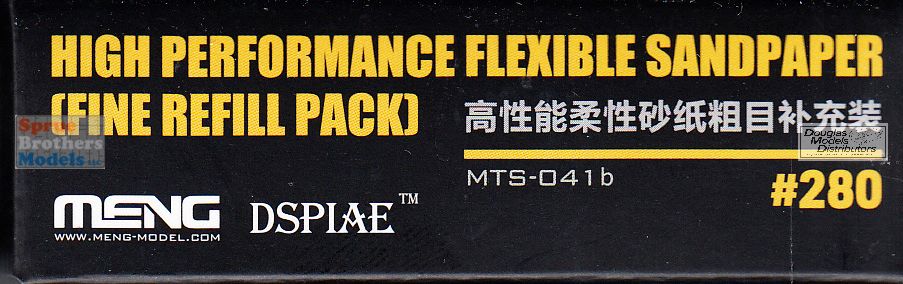 HIGH PERFORMANCE FLEXIBLE SANDPAPER
(FINE REFILL PACK)
高性能柔性砂纸粗目补充装
MTS-041b
#280
MENG
WWW.MENG-MODEL.COM
DSPIAE™
Sprue
Brothers
Models LLC
Douglas
Models
Distributors